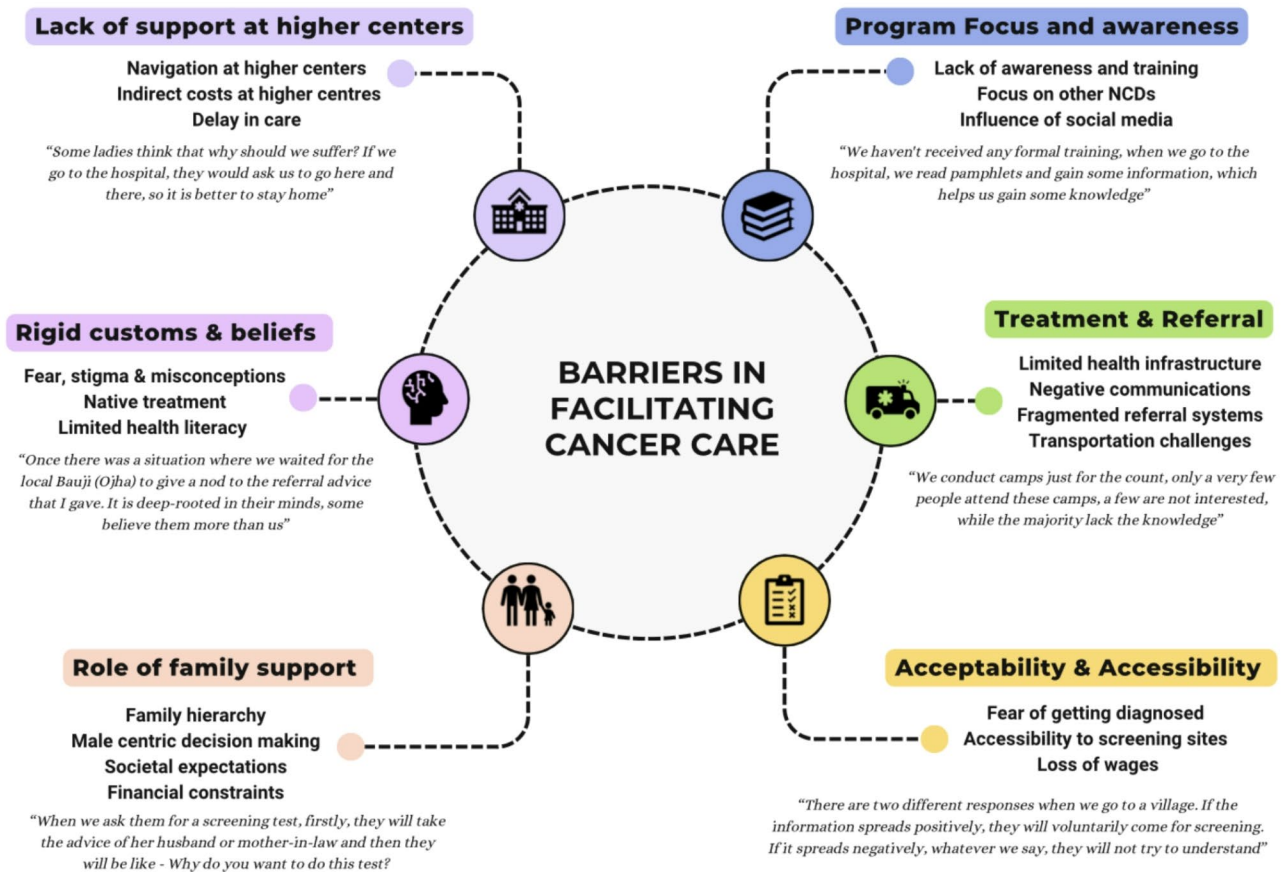 Lack of support at higher centers
Navigation at higher centers
Indirect costs at higher centres
Delay in care
“Some ladies think that why should we suffer? If we
go to the hospital, they would ask us to go here and
there, so it is better to stay home”
Program Focus and awareness
Lack of awareness and training
Focus on other NCDs
Influence of social media
“We haven't received any formal training, when we go to the
hospital, we read pamphlets and gain some information, which
helps us gain some knowledge”
Rigid customs & beliefs
Fear, stigma & misconceptions
Native treatment
Limited health literacy
“Once there was a situation where we waited for the
local Bauji (Ojha) to give a nod to the referral advice
that I gave. It is deep-rooted in their minds, some
believe them more than us”
BARRIERS IN
FACILITATING
CANCER CARE
Treatment & Referral
Limited health infrastructure
Negative communications
Fragmented referral systems
Transportation challenges
“We conduct camps just for the count, only a very few
people attend these camps, a few are not interested,
while the majority lack the knowledge”
Role of family support
Family hierarchy
Male centric decision making
Societal expectations
Financial constraints
“When we ask them for a screening test, firstly, they will take
the advice of her husband or mother-in-law and then they
will be like - Why do you want to do this test?
Acceptability & Accessibility
Fear of getting diagnosed
Accessibility to screening sites
Loss of wages
“There are two different responses when we go to a village. If the
information spreads positively, they will voluntarily come for screening.
If it spreads negatively, whatever we say, they will not try to understand”